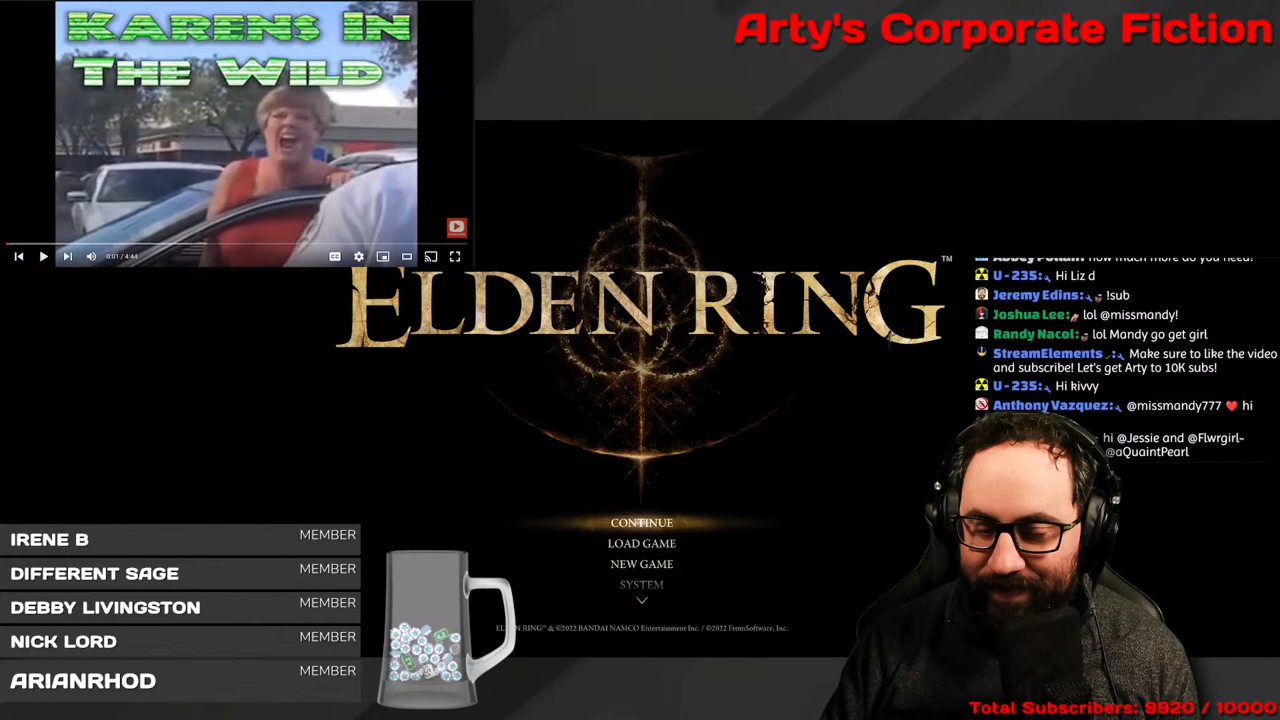 KARENS IN
THE WILD
Arty's Corporate Fiction
0:01 / 4:44
CC
ELDEN RING™
U-235: Hi Liz d
Jeremy Edins: !sub
Joshua Lee: lol @missmandy!
Randy Nacol: lol Mandy go get girl
StreamElements: Make sure to like the video
and subscribe! Let's get Arty to 10K subs!
U-235: Hi kivvy
Anthony Vazquez: @missmandy777 ❤️ hi
hi @Jessie and @Flwrgirl-
@aQuaintPearl
CONTINUE
LOAD GAME
NEW GAME
SYSTEM
ELDEN RING™ & ©2022 BANDAI NAMCO Entertainment Inc. / ©2022 FromSoftware, Inc.
IRENE B MEMBER
DIFFERENT SAGE MEMBER
DEBBY LIVINGSTON MEMBER
NICK LORD MEMBER
ARIANRHOD MEMBER
Total Subscribers: 9920 / 10000